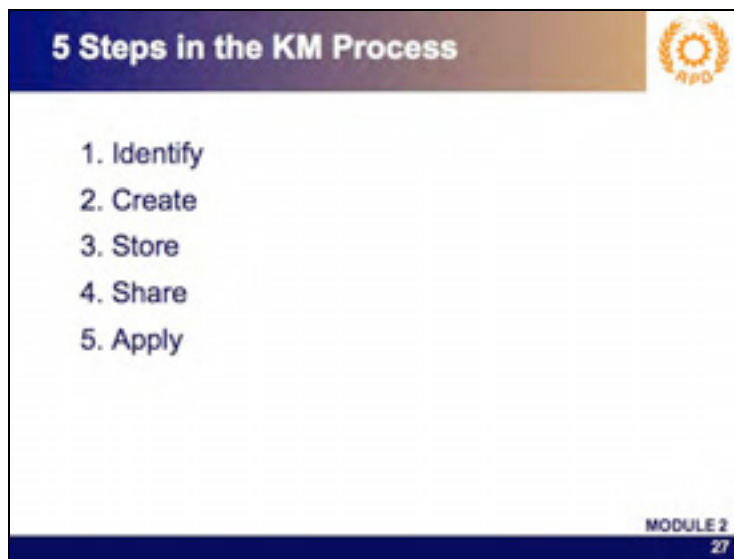 5 Steps in the KM Process
APO
1. Identify
2. Create
3. Store
4. Share
5. Apply
MODULE 2
27